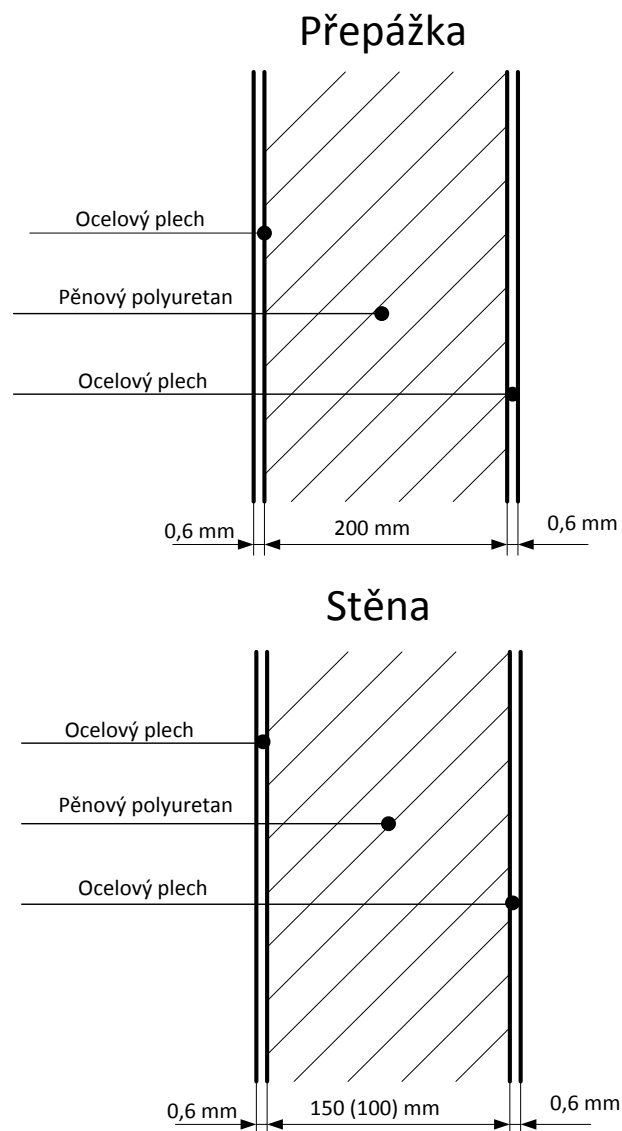 Přepážka
Ocelový plech
Pěnový polyuretan
Ocelový plech
0,6 mm
200 mm
0,6 mm
Stěna
Ocelový plech
Pěnový polyuretan
Ocelový plech
0,6 mm
150 (100) mm
0,6 mm